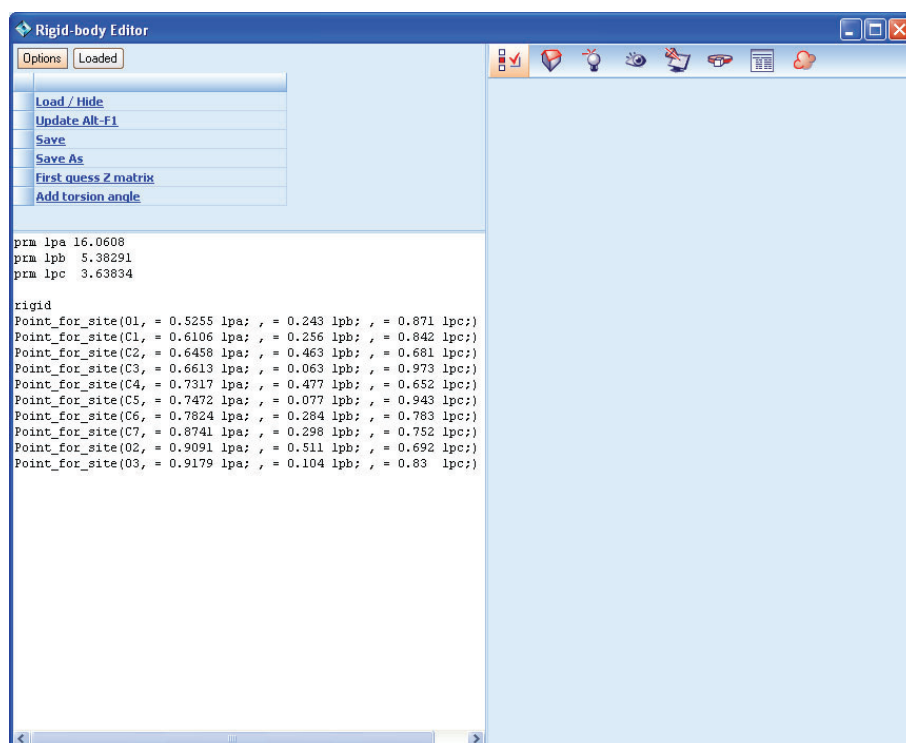 Rigid-body Editor
Options Loaded
Load / Hide
Update Alt-F1
Save
Save As
First quess Z matrix
Add torsion angle
prm lpa 16.0608
prm lpb  5.38291
prm lpc  3.63834
rigid
Point_for_site(O1, = 0.5255 lpa; , = 0.243 lpb; , = 0.871 lpc;)
Point_for_site(C1, = 0.6106 lpa; , = 0.256 lpb; , = 0.842 lpc;)
Point_for_site(C2, = 0.6458 lpa; , = 0.463 lpb; , = 0.681 lpc;)
Point_for_site(C3, = 0.6613 lpa; , = 0.063 lpb; , = 0.973 lpc;)
Point_for_site(C4, = 0.7317 lpa; , = 0.477 lpb; , = 0.652 lpc;)
Point_for_site(C5, = 0.7472 lpa; , = 0.077 lpb; , = 0.943 lpc;)
Point_for_site(C6, = 0.7824 lpa; , = 0.284 lpb; , = 0.783 lpc;)
Point_for_site(C7, = 0.8741 lpa; , = 0.298 lpb; , = 0.752 lpc;)
Point_for_site(O2, = 0.9091 lpa; , = 0.511 lpb; , = 0.692 lpc;)
Point_for_site(O3, = 0.9179 lpa; , = 0.104 lpb; , = 0.83  lpc;)